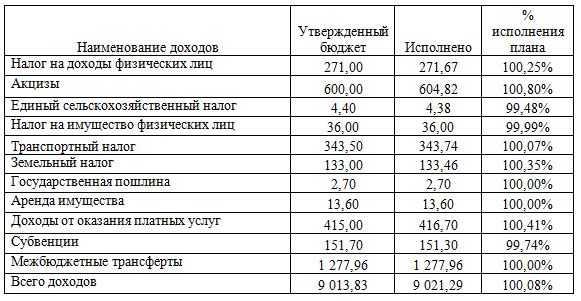 Наименование доходов Утвержденный бюджет Исполнено % исполнения плана
Налог на доходы физических лиц 271,00 271,67 100,25%
Акцизы 600,00 604,82 100,80%
Единый сельскохозяйственный налог 4,40 4,38 99,48%
Налог на имущество физических лиц 36,00 36,00 99,99%
Транспортный налог 343,50 343,74 100,07%
Земельный налог 133,00 133,46 100,35%
Государственная пошлина 2,70 2,70 100,00%
Аренда имущества 13,60 13,60 100,00%
Доходы от оказания платных услуг 415,00 416,70 100,41%
Субвенции 151,70 151,30 99,74%
Межбюджетные трансферты 1 277,96 1 277,96 100,00%
Всего доходов 9 013,83 9 021,29 100,08%